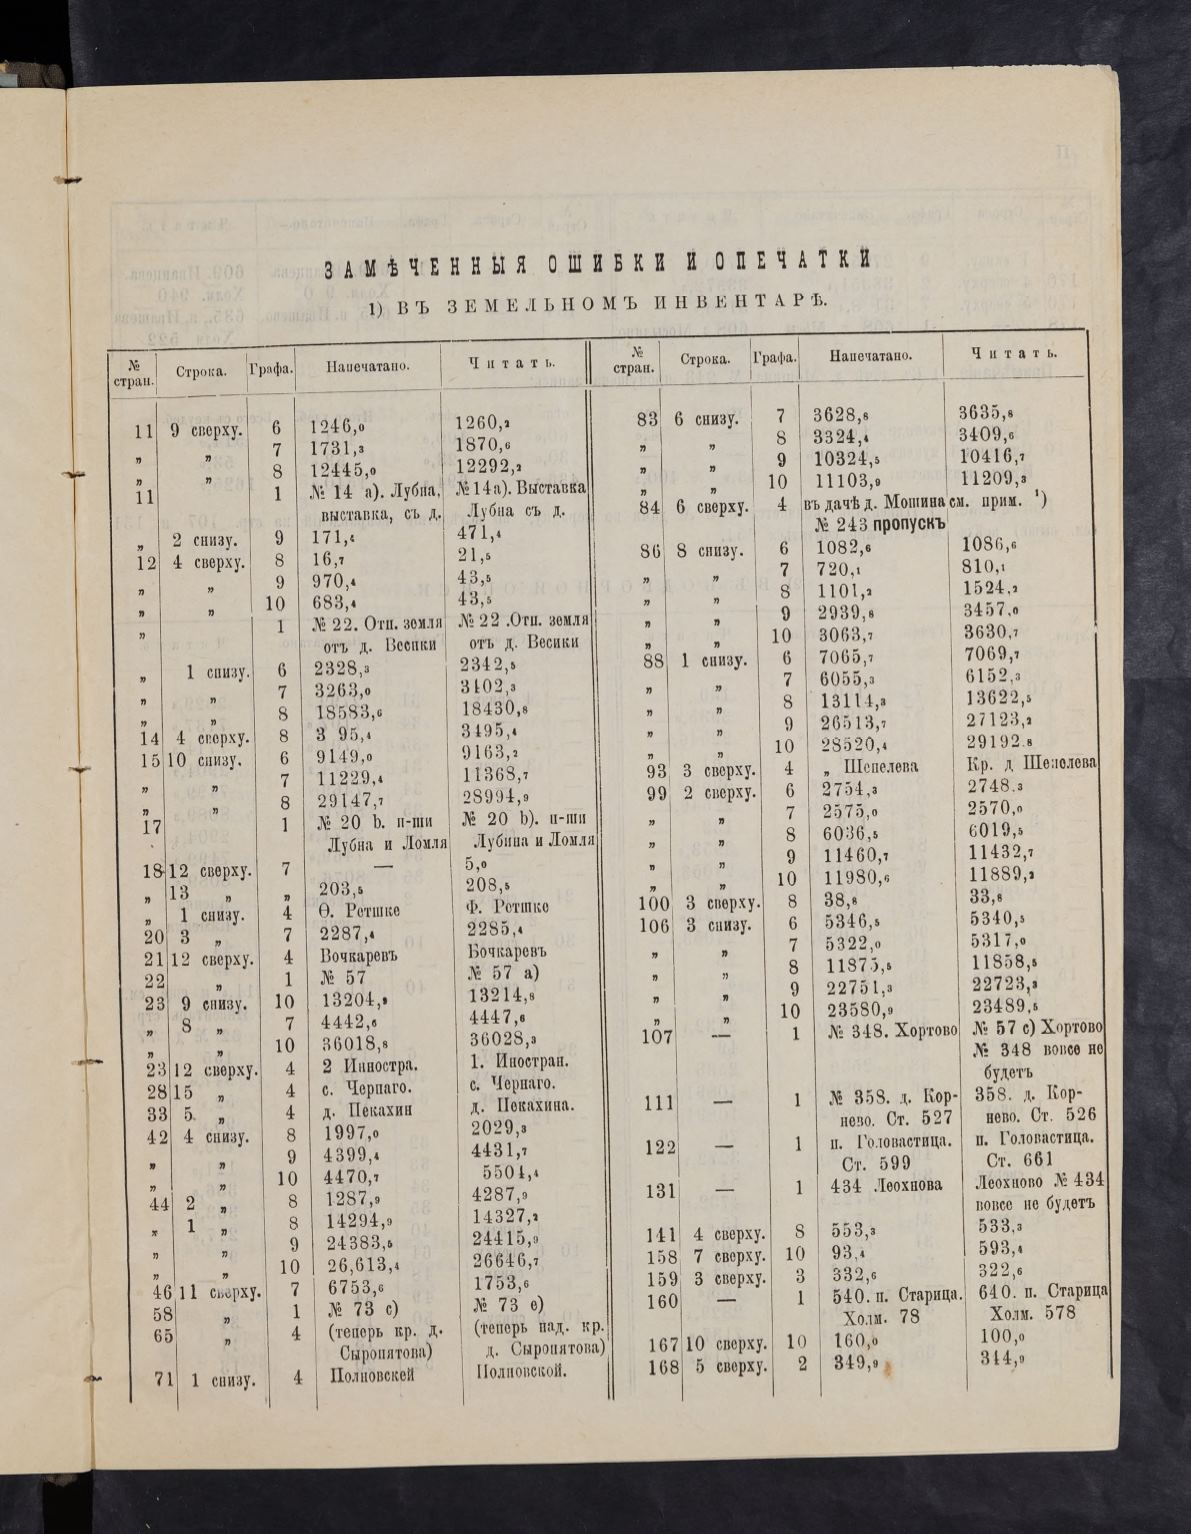 ЗАМѢЧЕННЫЯ ОШИБКИ И ОПЕЧАТКИ
1) ВЪ ЗЕМЕЛЬНОМЪ ИНВЕНТАРѢ.
№ стран. Строка. Графа. Напечатано. Читать.
11 9 сверху. 6 1246,0 1260,2
„ „ 7 1731,3 1870,6
„ „ 8 12445,0 12292,2
11 1 № 14 а). Лубна, №14а). Выставка
выставка, съ д. Лубна съ д.
„ 2 снизу. 9 171,4 471,4
12 4 сверху. 8 16,7 21,5
„ „ 9 970,4 43,5
„ „ 10 683,4 43,5
„ 1 № 22. Отп. земля № 22 .Отп. земля
отъ д. Веспки отъ д. Весики
„ 1 снизу. 6 2328,3 2342,5
„ „ 7 3263,0 3402,3
„ „ 8 18583,6 18430,8
14 4 сверху. 8 3 95,4 3495,4
15 10 снизу. 6 9149,0 9163,2
„ „ 7 11229,4 11368,7
„ „ 8 29147,7 28994,9
17 1 № 20 b. п-ши № 20 b). п-ши
Лубна и Ломля Лубина и Ломля
18 12 сверху. 7 — 5,0
„ 13 „ „ 203,5 208,5
„ 1 снизу. 4 Ѳ. Ретшке Ф. Ретшке
20 3 „ 7 2287,4 2285,4
21 12 сверху. 4 Вочкаревъ Бочкаревъ
22 „ 1 № 57 № 57 а)
23 9 снизу. 10 13204,8 13214,8
„ 8 „ 7 4442,6 4447,6
„ „ 10 36018,8 36028,3
23 12 сверху. 4 2 Инностра. 1. Иностран.
28 15 „ 4 с. Черпаго. с. Чернаго.
33 5 „ 4 д. Пекахин д. Пекахина.
42 4 снизу. 8 1997,0 2029,3
„ „ 9 4399,4 4431,7
„ „ 10 4470,7 5504,4
44 2 „ 8 1287,9 4287,9
„ 1 „ 8 14294,9 14327,2
„ „ 9 24383,5 24415,9
„ „ 10 26,613,4 26646,7
46 11 сверху. 7 6753,6 1753,6
58 „ 1 № 73 с) № 73 е)
65 „ 4 (теперь кр. д. (теперь над. кр.
Сыропятова) д. Сыропятова)
71 1 снизу. 4 Полновскей Полновской.
№ стран. Строка. Графа. Напечатано. Читать.
83 6 снизу. 7 3628,8 3635,8
„ „ 8 3324,4 3409,6
„ „ 9 10324,5 10416,7
„ „ 10 11103,9 11209,3
84 6 сверху. 4 въ дачѣ д. Мошина см. прим. ¹)
№ 243 пропускъ
86 8 снизу. 6 1082,6 1086,6
„ „ 7 720,1 810,1
„ „ 8 1101,2 1524,2
„ „ 9 2939,8 3457,0
„ „ 10 3063,7 3630,7
88 1 снизу. 6 7065,7 7069,7
„ „ 7 6055,3 6152,3
„ „ 8 13114,3 13622,5
„ „ 9 26513,7 27123,2
„ „ 10 28520,4 29192.8
93 3 сверху. 4 „ Шепелева Кр. д Шепелева
99 2 сверху. 6 2754,3 2748.3
„ „ 7 2575,0 2570,0
„ „ 8 6036,5 6019,5
„ „ 9 11460,7 11432,7
„ „ 10 11980,6 11889,2
100 3 сверху. 8 38,8 33,8
106 3 снизу. 6 5346,5 5340,5
„ „ 7 5322,0 5317,0
„ „ 8 11875,5 11858,5
„ „ 9 22751,3 22723,3
„ „ 10 23580,9 23489,5
107 — 1 № 348. Хортово № 57 с) Хортово
№ 348 вовсе не
будетъ
111 — 1 № 358. д. Кор- 358. д. Кор-
нево. Ст. 527 нево. Ст. 526
122 — 1 п. Головастица. п. Головастица.
Ст. 599 Ст. 661
131 — 1 434 Леохнова Леохново № 434
вовсе не будетъ
141 4 сверху. 8 553,3 533,3
158 7 сверху. 10 93,4 593,4
159 3 сверху. 3 332,6 322,6
160 — 1 540. п. Старица. 640. п. Старица
Холм. 78 Холм. 578
167 10 сверху. 10 160,0 100,0
168 5 сверху. 2 349,9 344,9